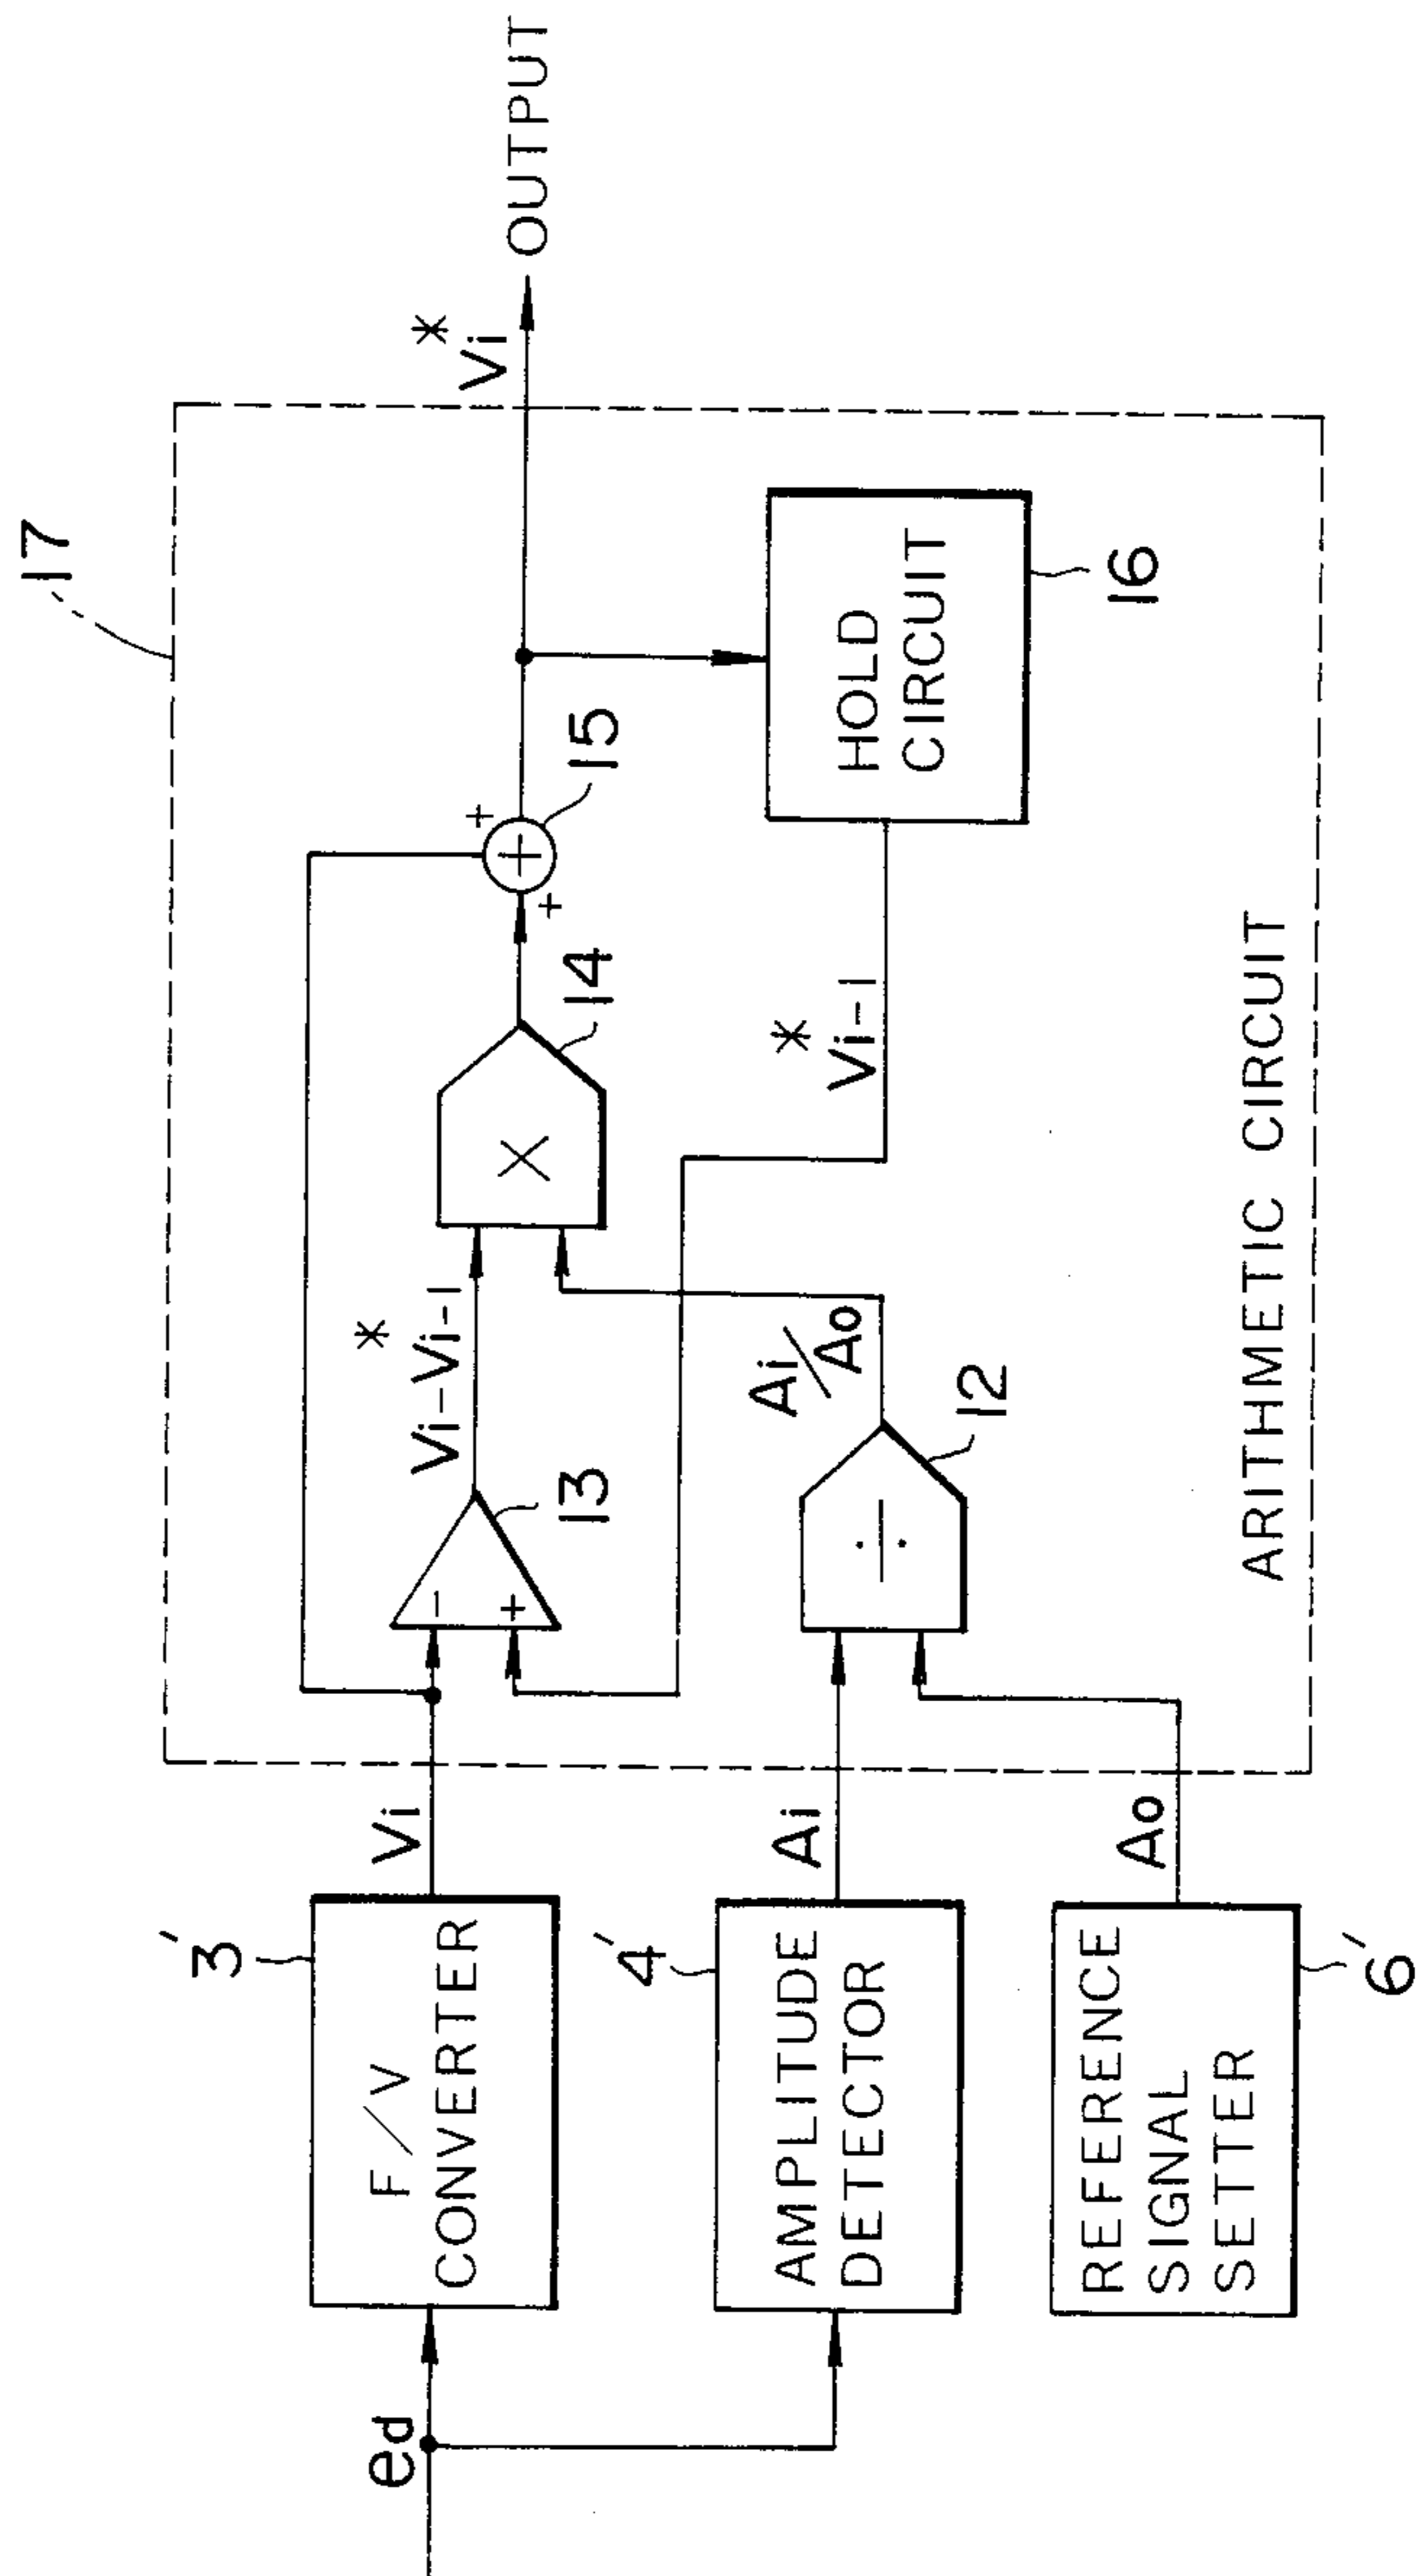 17
ed
F/V
CONVERTER
3'
Vi
AMPLITUDE
DETECTOR
4'
Ai
REFERENCE
SIGNAL
SETTER
6'
Ao
-
+
13
Vi-Vi-1*
÷
12
Ai/Ao
X
14
+
+
+
15
Vi-1*
HOLD
CIRCUIT
16
Vi*
OUTPUT
ARITHMETIC CIRCUIT